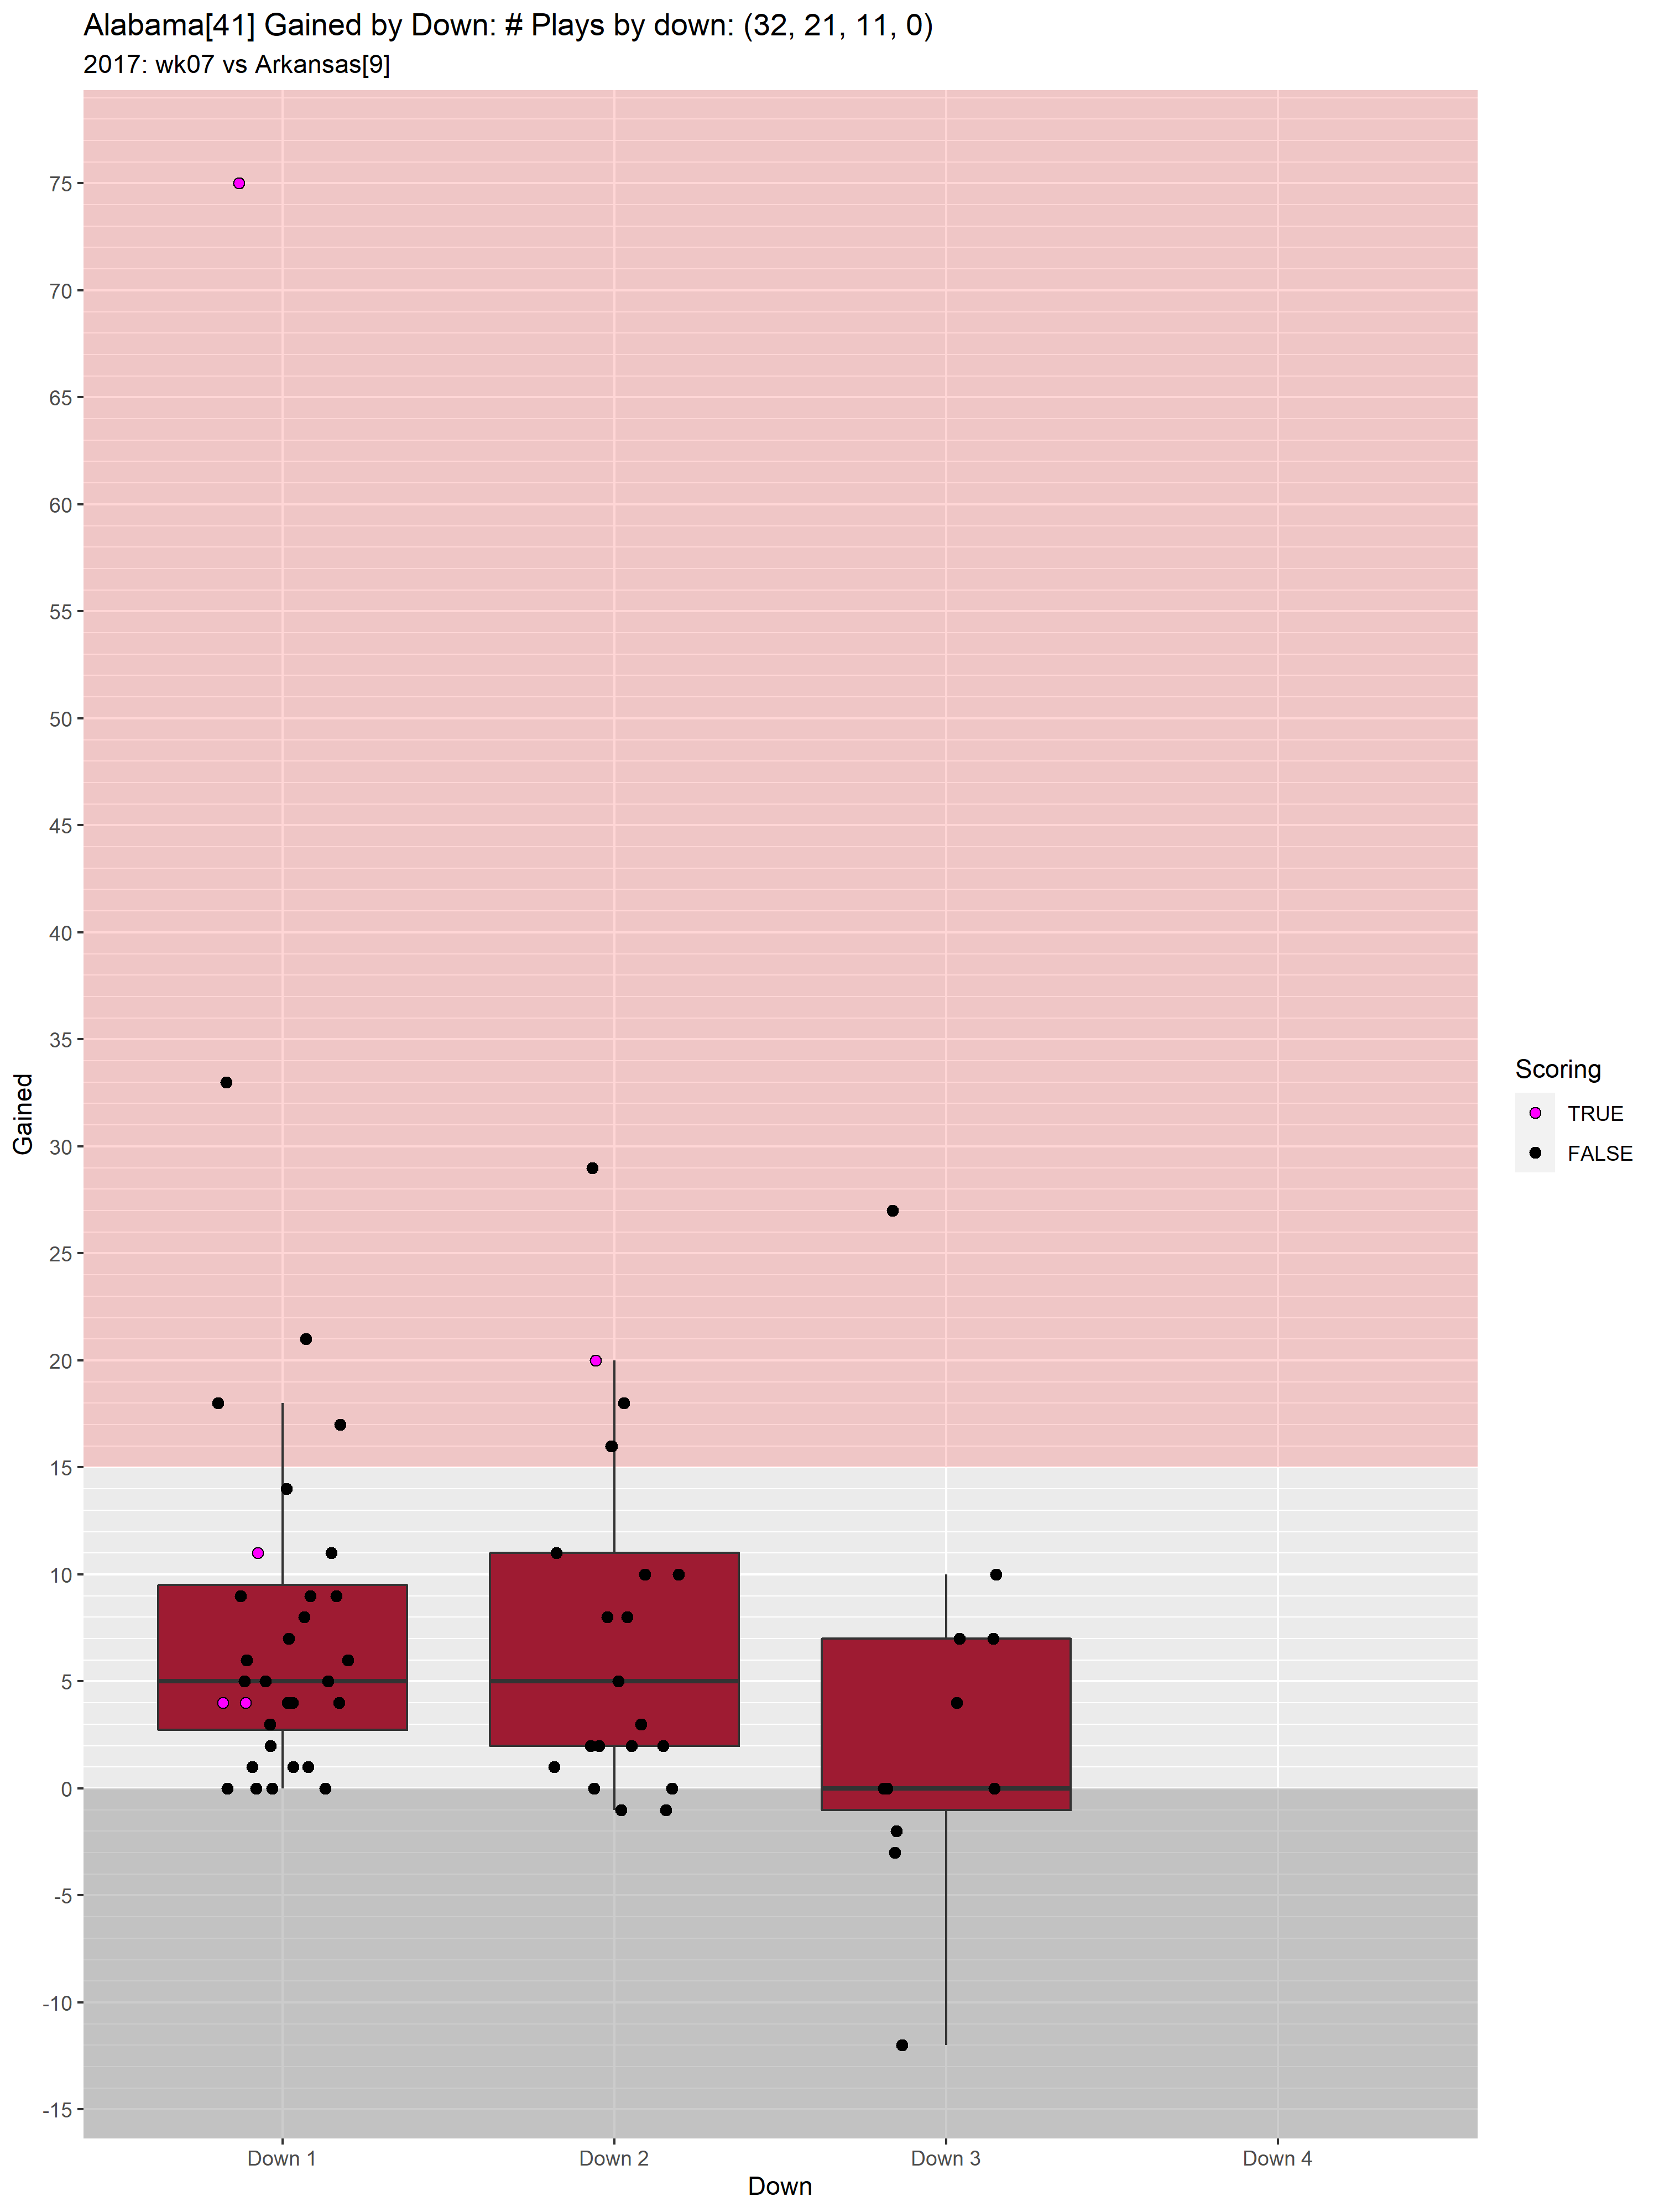 Alabama[41] Gained by Down: # Plays by down: (32, 21, 11, 0)
2017: wk07 vs Arkansas[9]
75
70
65
60
55
50
45
40
35
30
25
20
15
10
5
0
-5
-10
-15
Gained
Down 1
Down 2
Down 3
Down 4
Down
Scoring
TRUE
FALSE